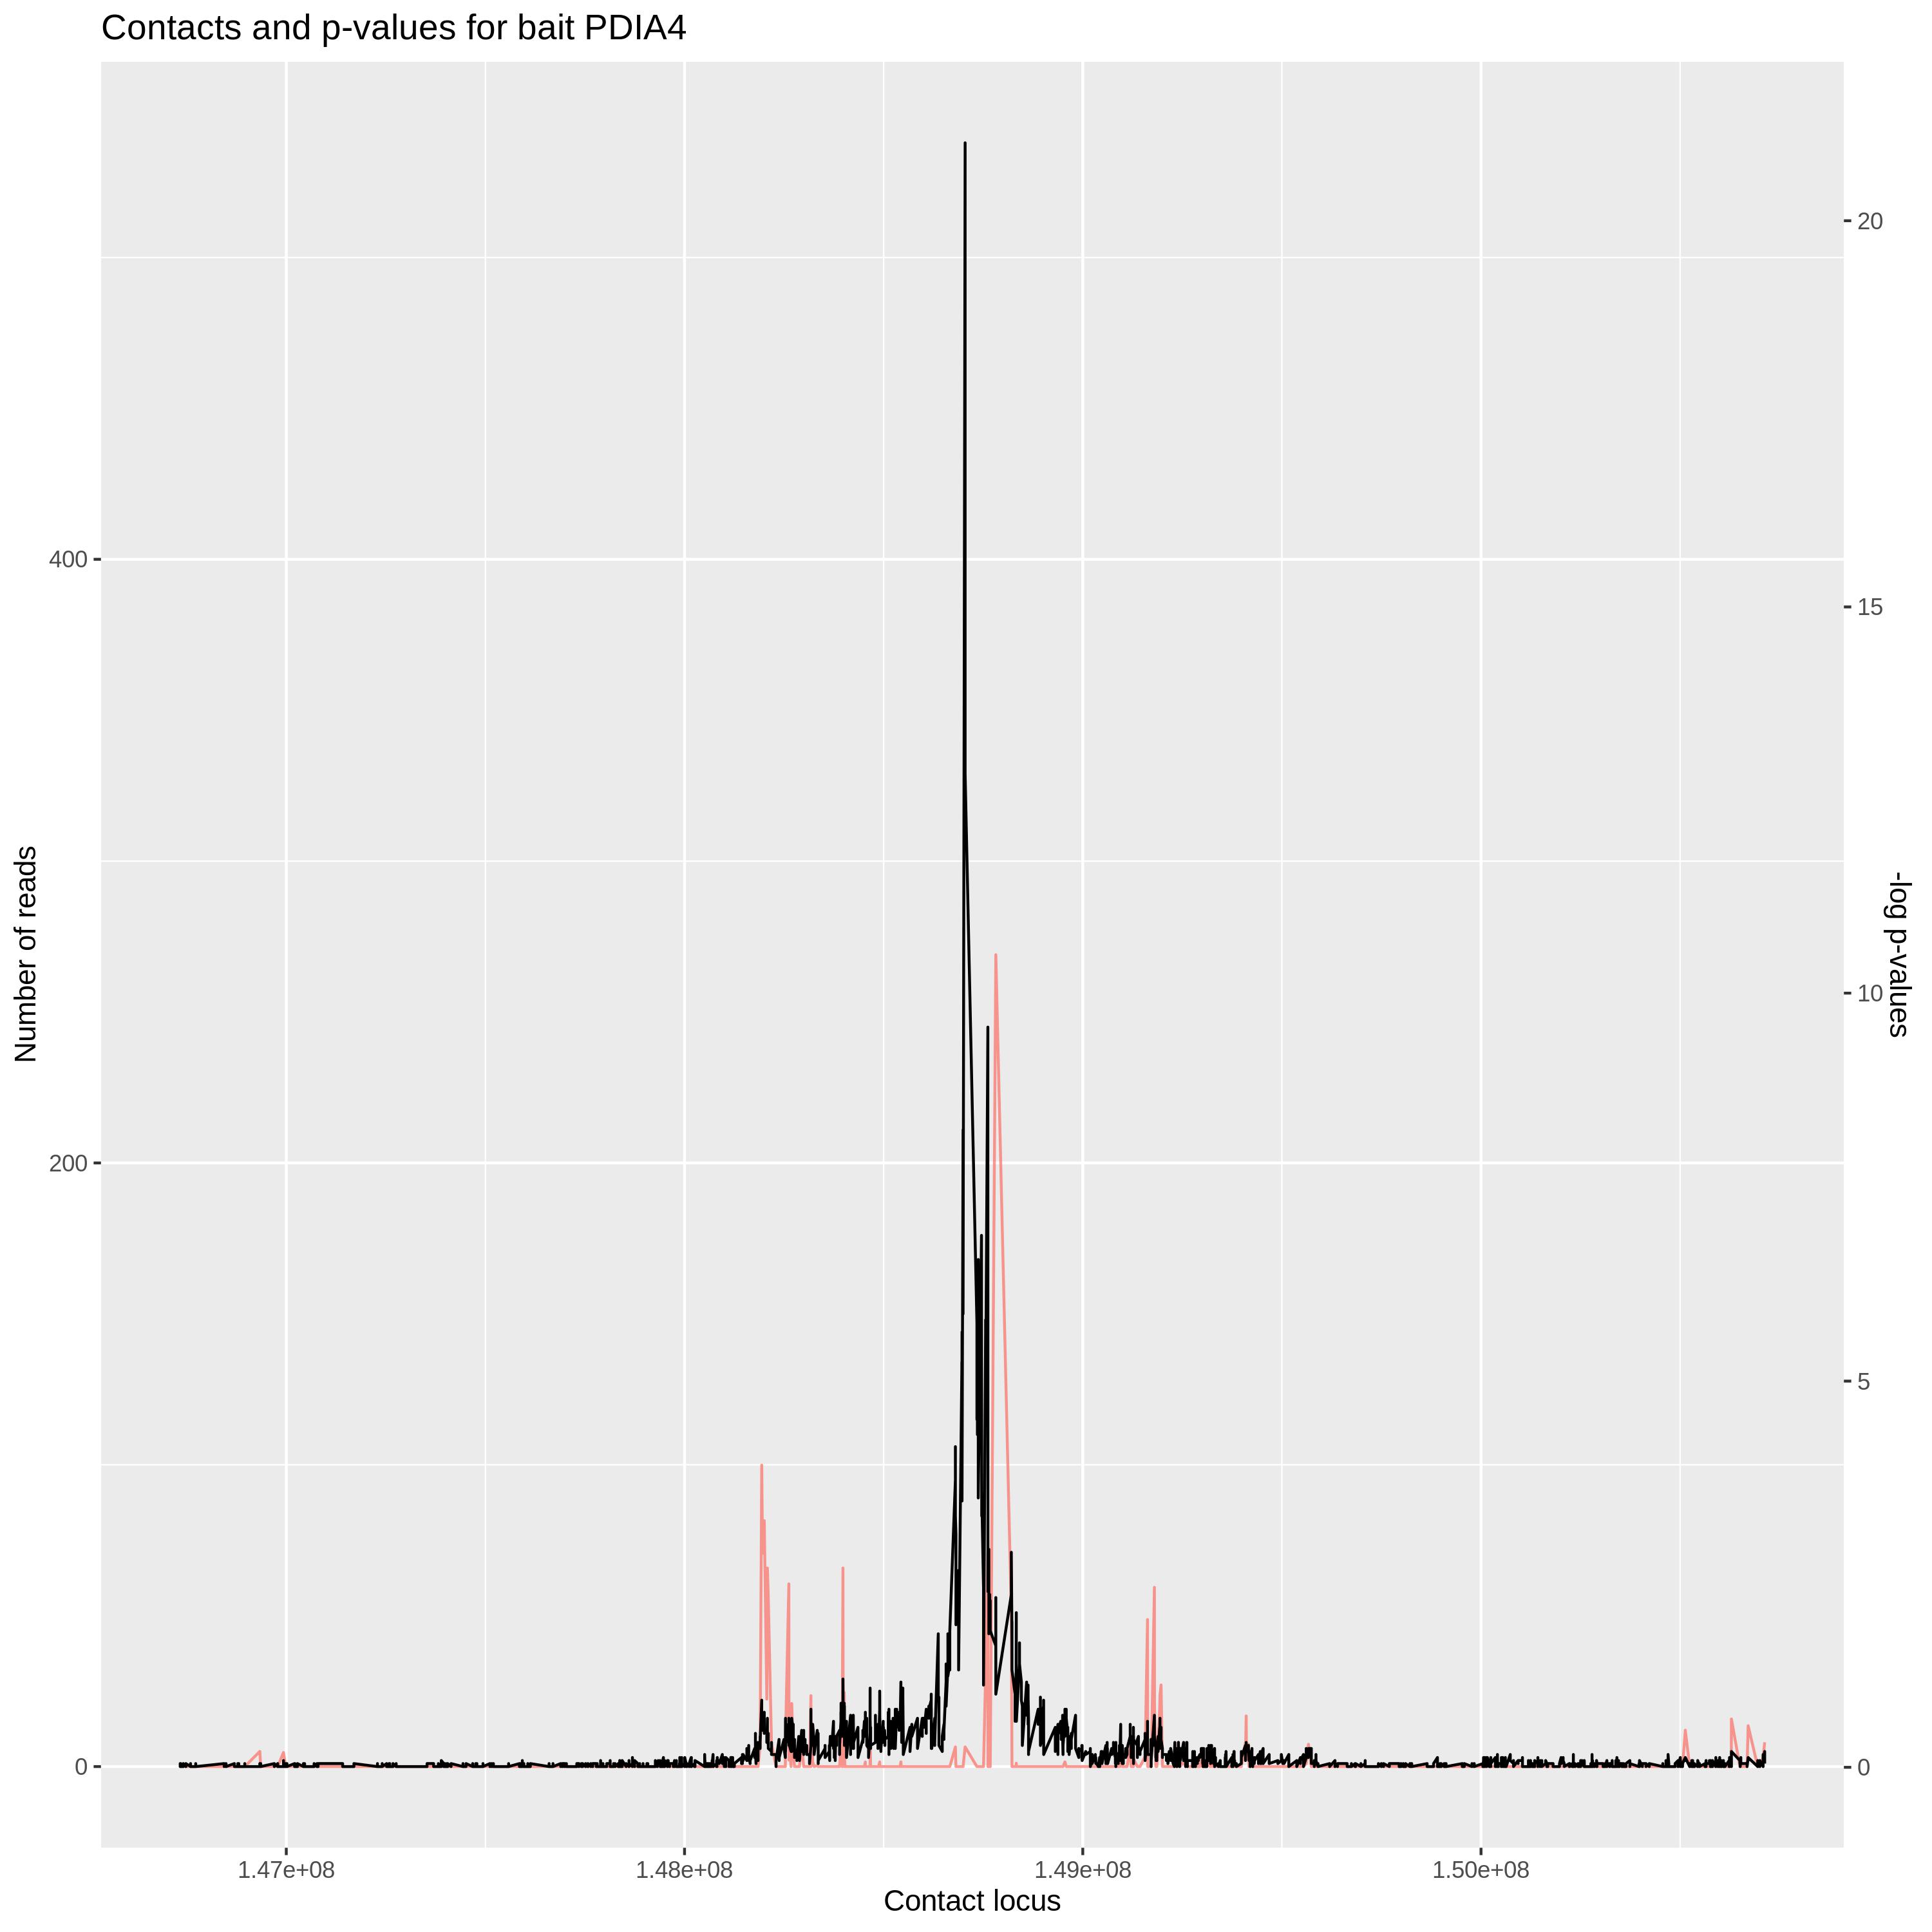 Contacts and p-values for bait PDIA4
Number of reads
400
200
0
20
15
10
5
0
-log p-values
1.47e+08
1.48e+08
1.49e+08
1.50e+08
Contact locus